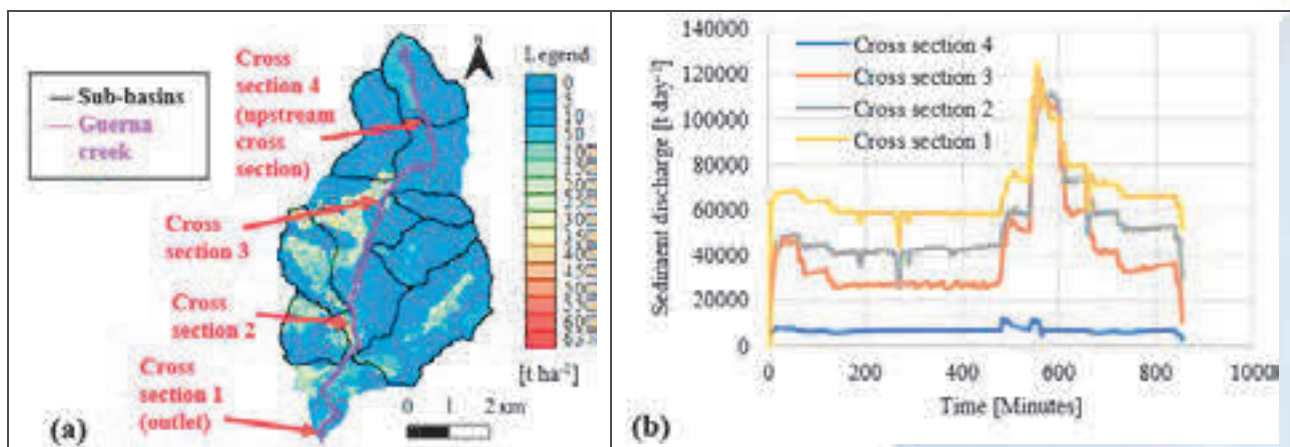 Cross
section 4
(upstream
cross
section)
N
Legend
0
5
10
50
Sub-basins
Guerna
creek
Cross
section 3
Cross
section 2
Cross
section 1
(outlet)
[t ha⁻¹]
0 1 2 km
(a)
140000
120000
100000
80000
60000
40000
20000
0
Sediment discharge [t day⁻¹]
Cross section 4
Cross section 3
Cross section 2
Cross section 1
0 200 400 600 800 1000
Time [Minutes]
(b)